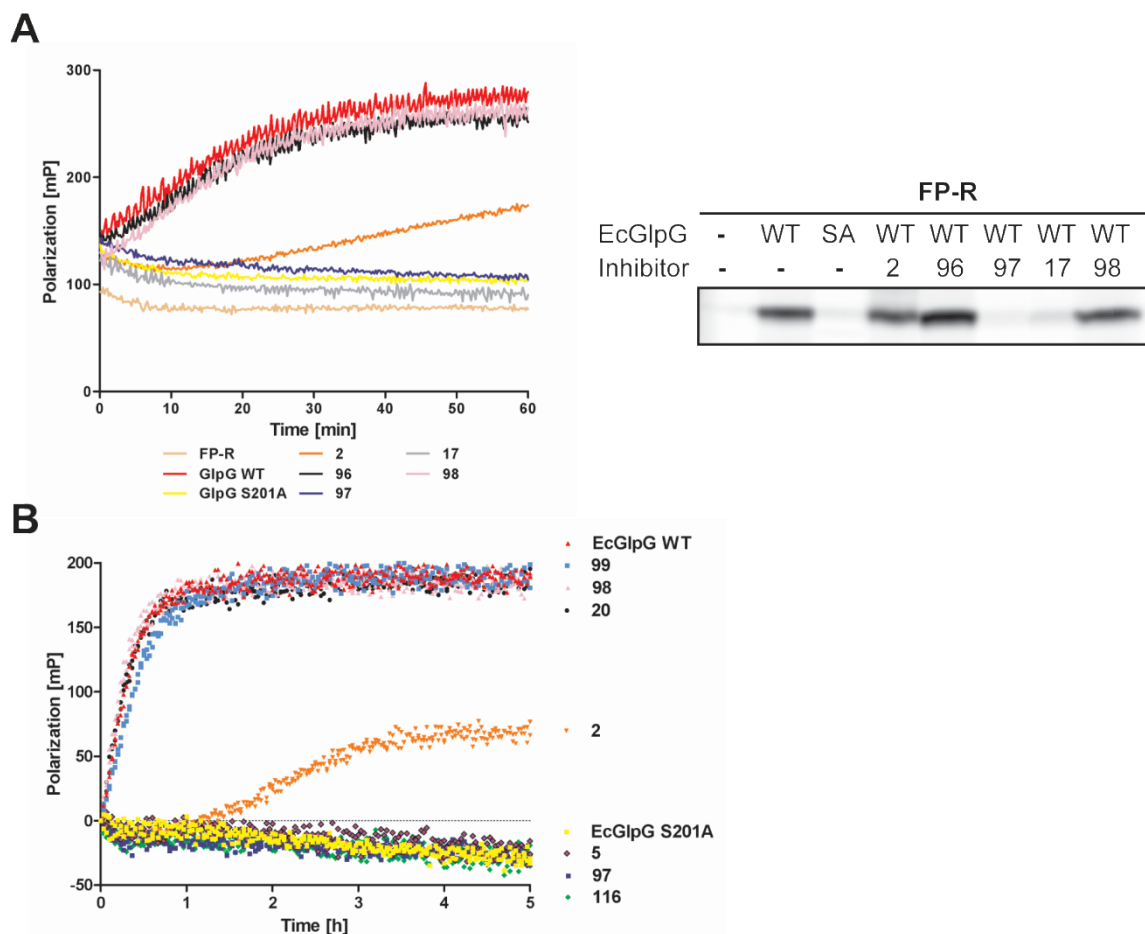 A
300
200
100
0
Polarization [mP]
0 10 20 30 40 50 60
Time [min]
FP-R 2 17
GlpG WT 96 98
GlpG S201A 97
FP-R
EcGlpG - WT SA WT WT WT WT WT
Inhibitor - - - 2 96 97 17 98
B
200
150
100
50
0
-50
Polarization [mP]
0 1 2 3 4 5
Time [h]
EcGlpG WT
99
98
20
2
EcGlpG S201A
5
97
116